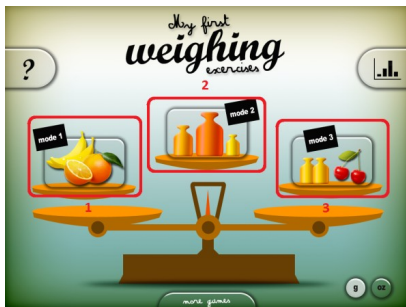 My first
weighing
exercises
?
2
mode 1
mode 2
mode 3
1
3
more games
g
oz